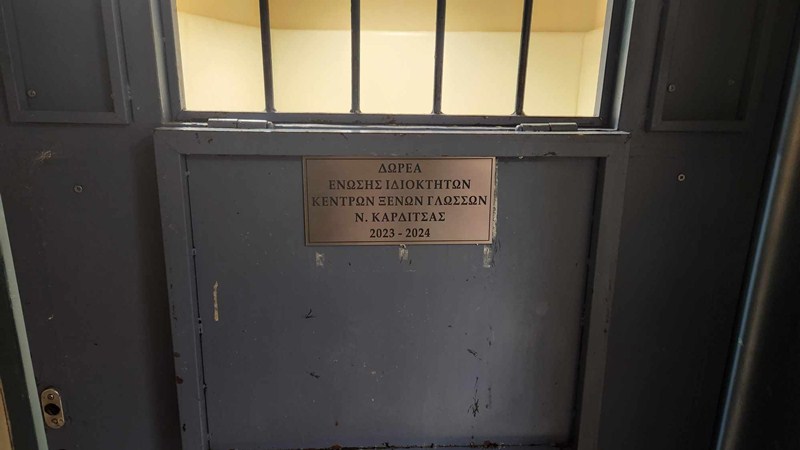 ΔΩΡΕΑ
ΕΝΩΣΗΣ ΙΔΙΟΚΤΗΤΩΝ
ΚΕΝΤΡΩΝ ΞΕΝΩΝ ΓΛΩΣΣΩΝ
Ν. ΚΑΡΔΙΤΣΑΣ
2023 - 2024